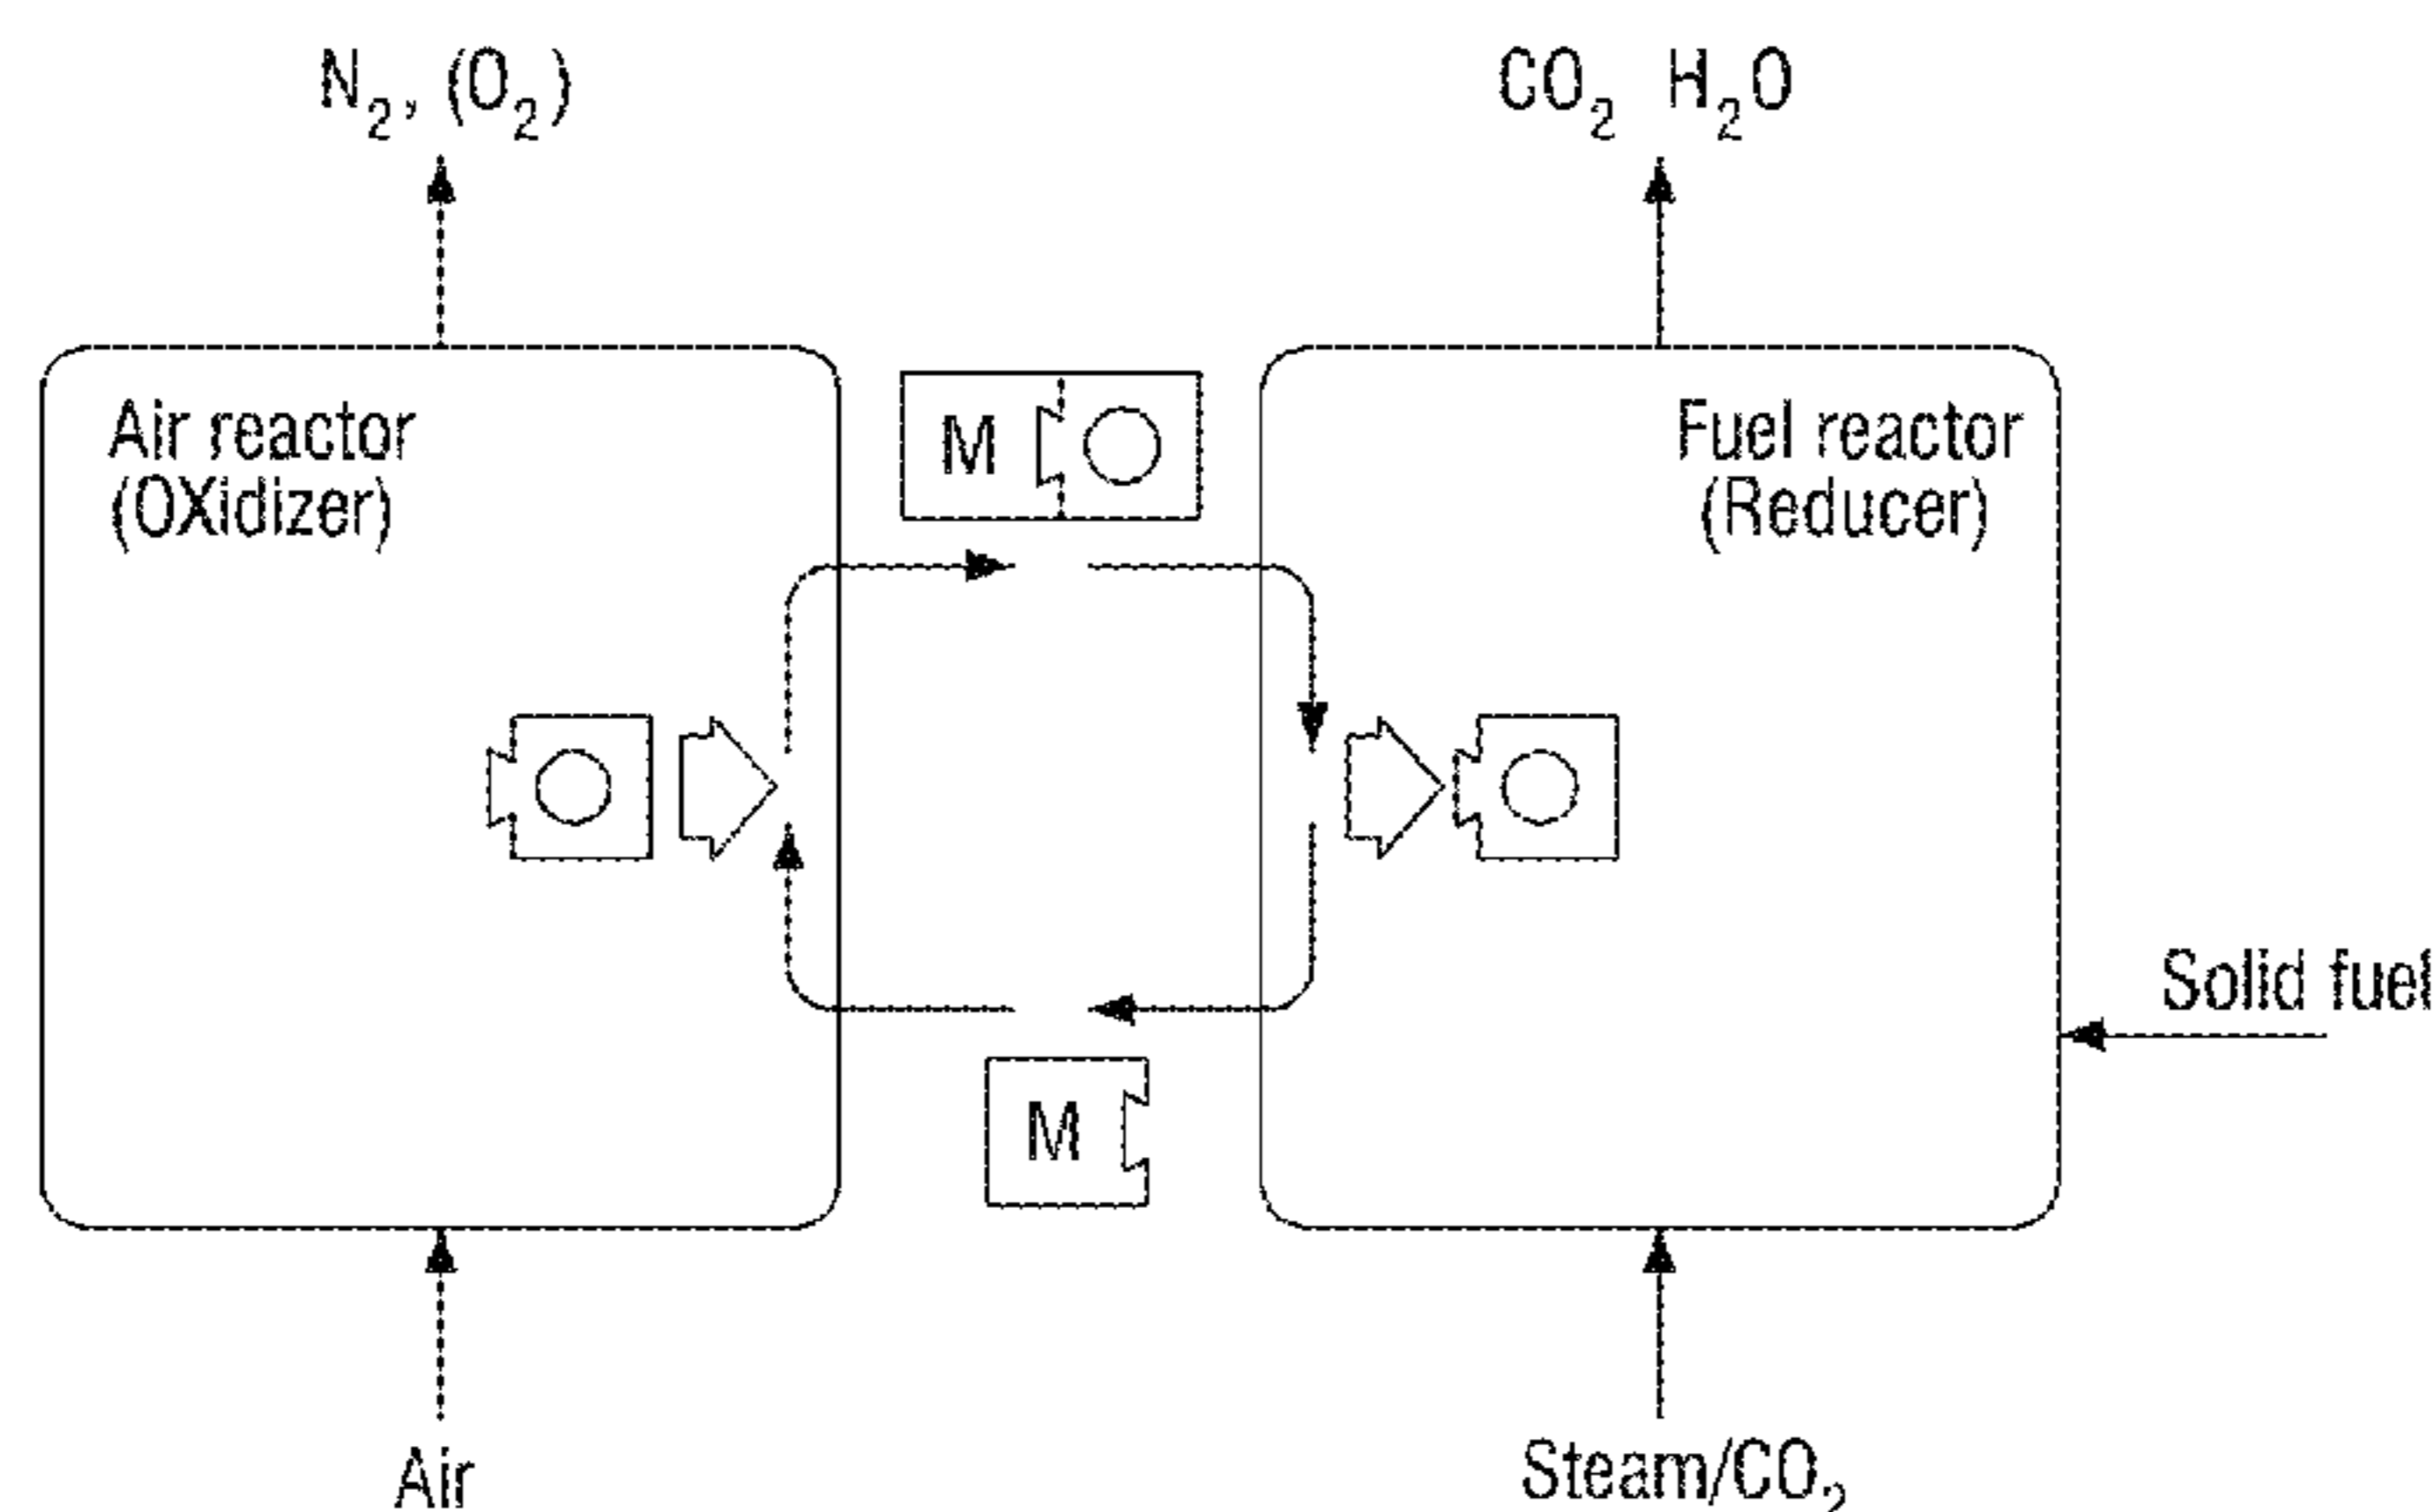 N₂, (O₂)
CO₂ H₂O
Air reactor
(OXidizer)
M
Fuel reactor
(Reducer)
Solid fuel
M
Air
Steam/CO₂